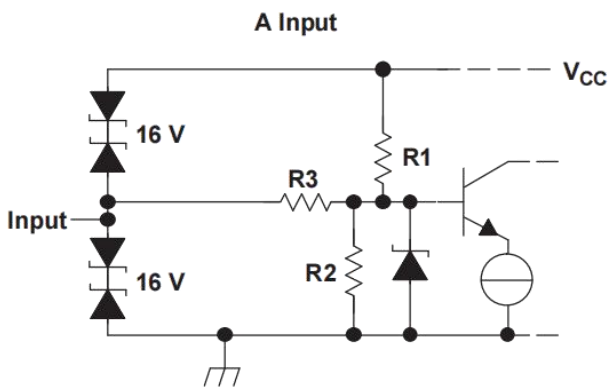 A Input
VCC
16 V
R1
R3
Input
R2
16 V